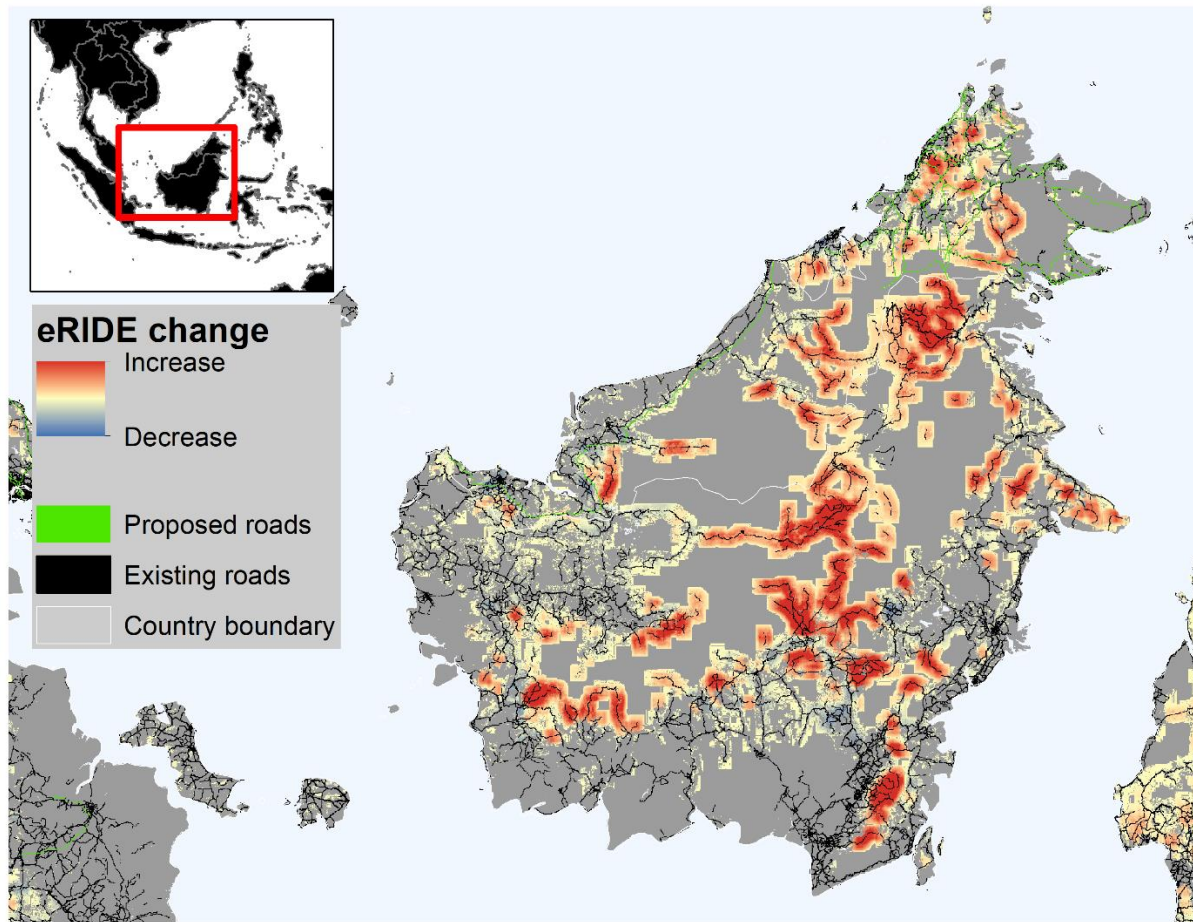 eRIDE change
Increase
Decrease
Proposed roads
Existing roads
Country boundary